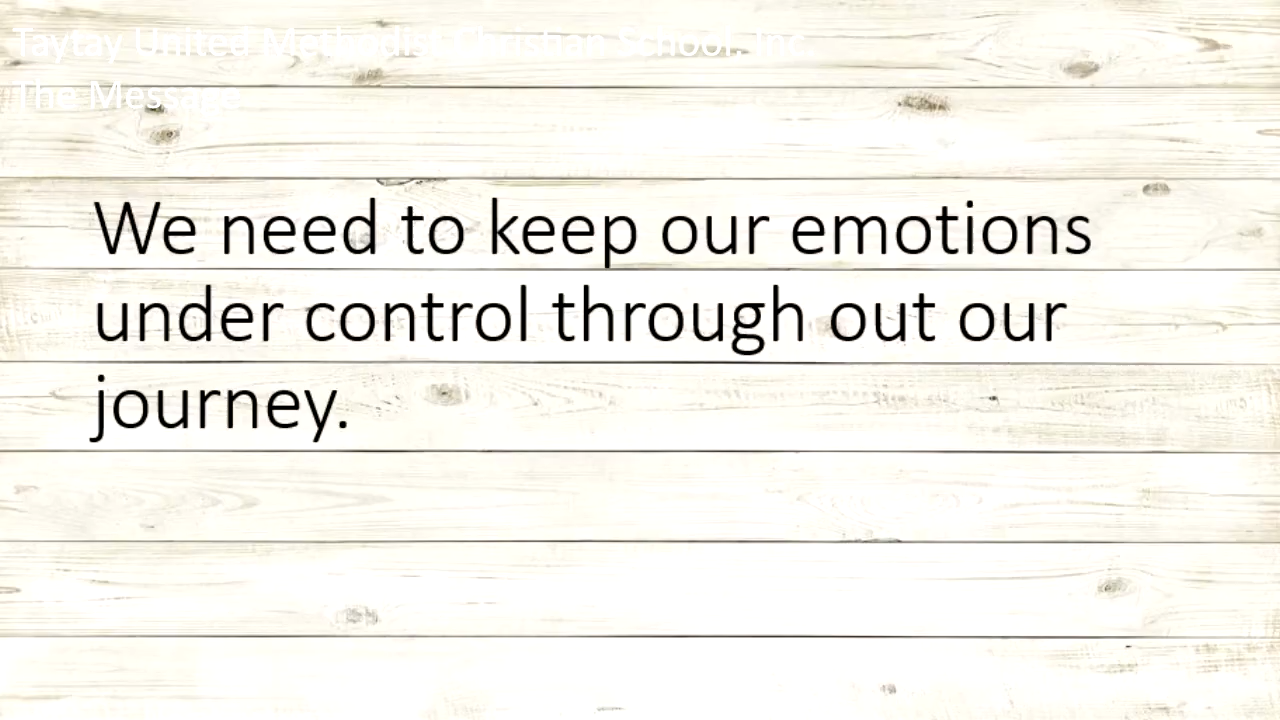 Taytay United Methodist Christian School, Inc.
The Message
We need to keep our emotions
under control through out our
journey.